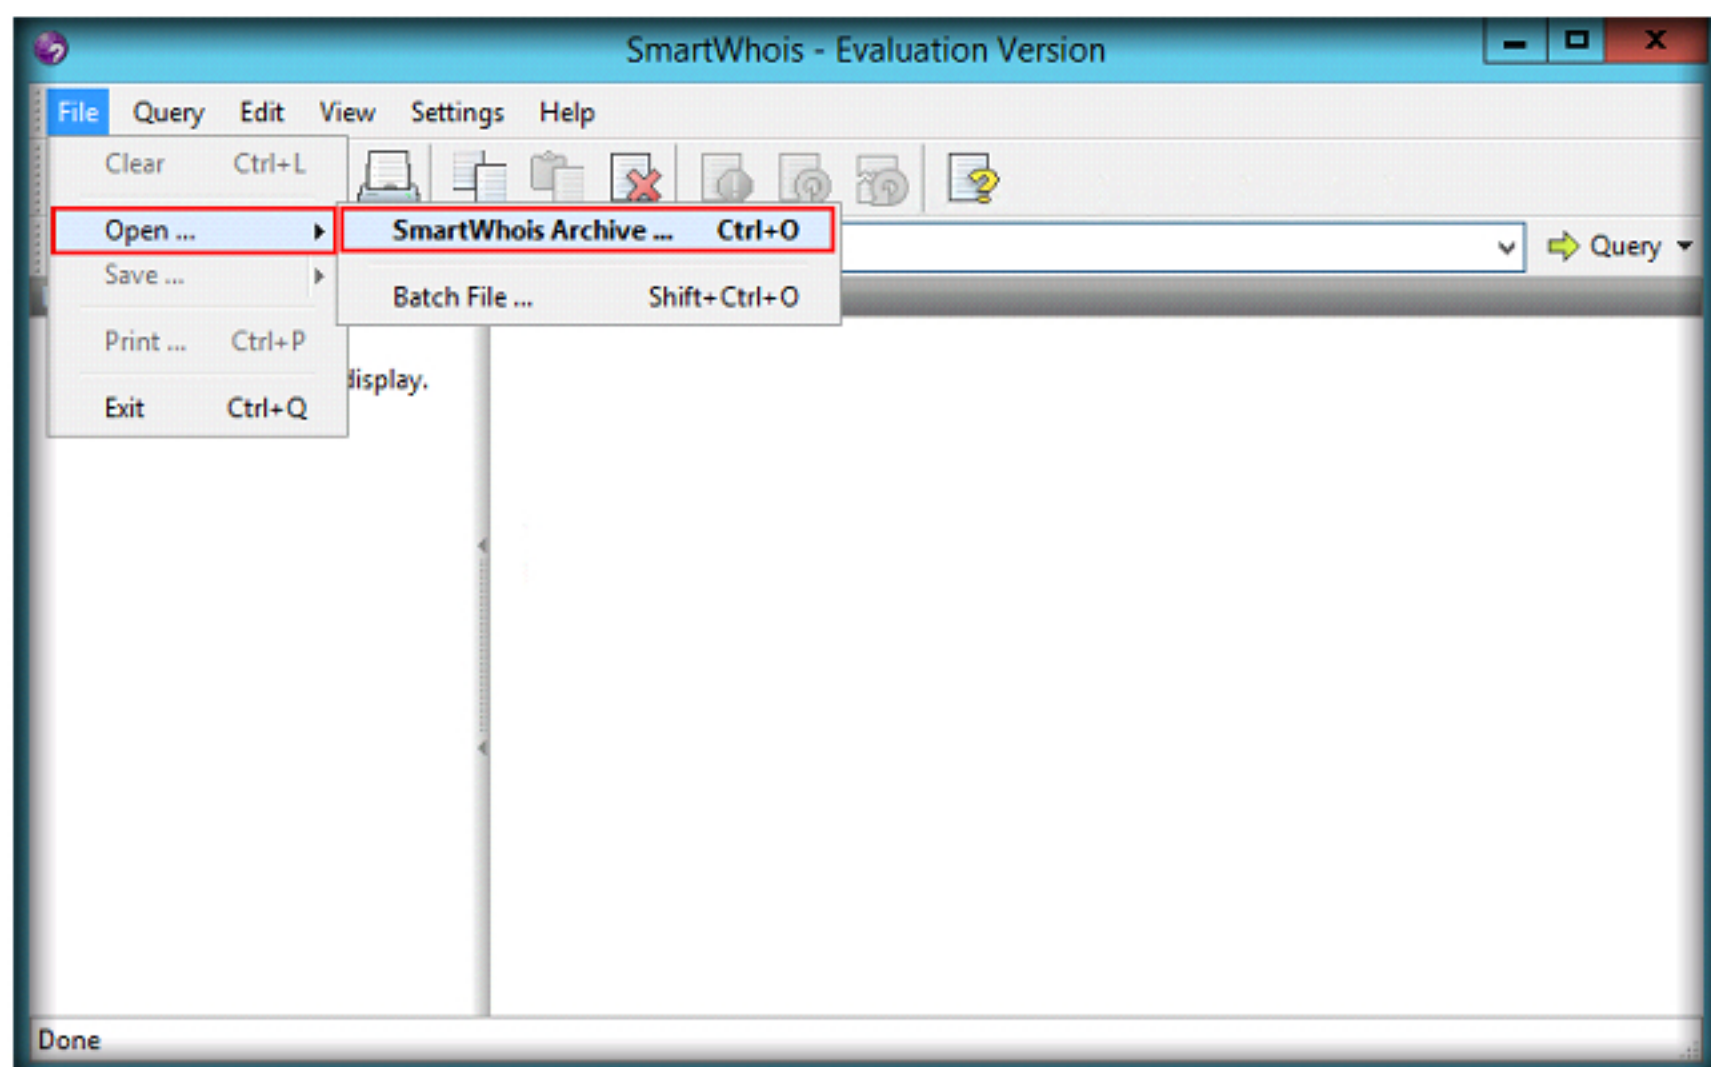 SmartWhois - Evaluation Version
File Query Edit View Settings Help
Clear Ctrl+L
Open ... SmartWhois Archive ... Ctrl+O
Query
Save ...
Batch File ... Shift+Ctrl+O
Print ... Ctrl+P
display.
Exit Ctrl+Q
Done